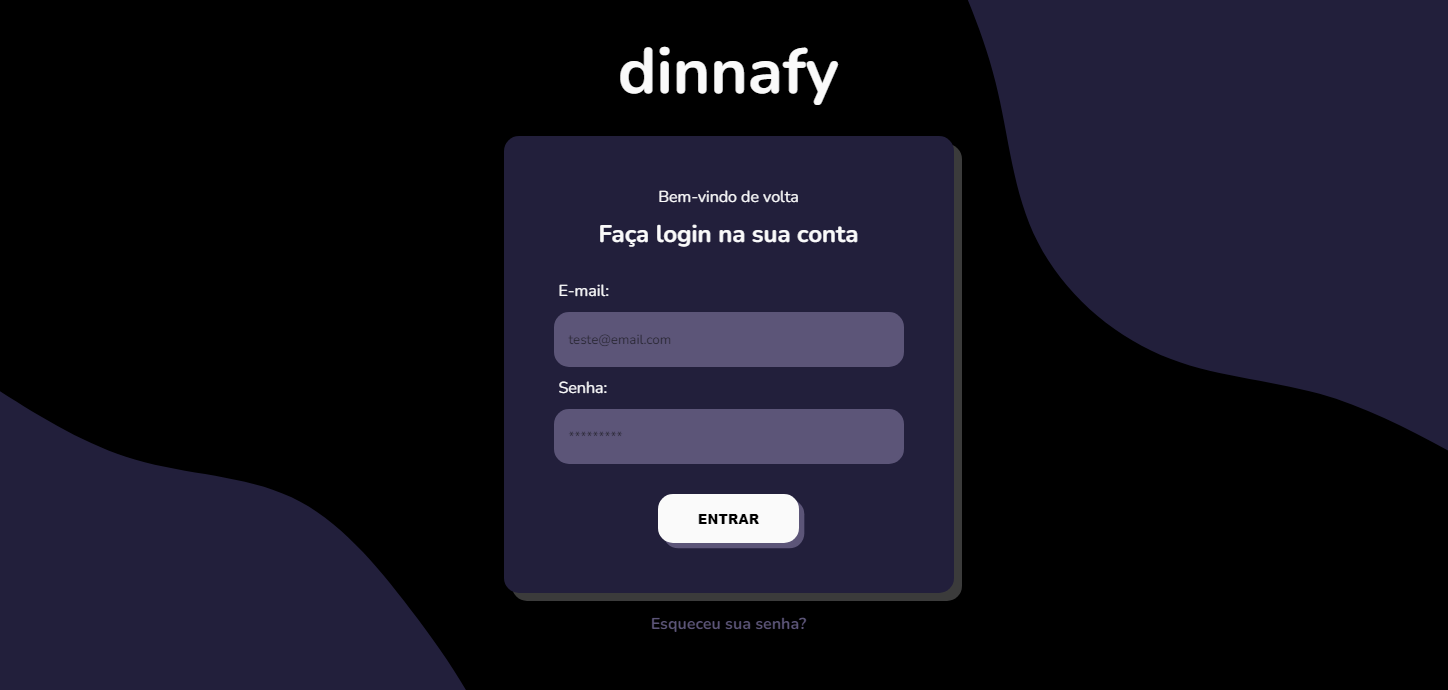 dinnafy
Bem-vindo de volta
Faça login na sua conta
E-mail:
teste@email.com
Senha:
•••••••••
ENTRAR
Esqueceu sua senha?